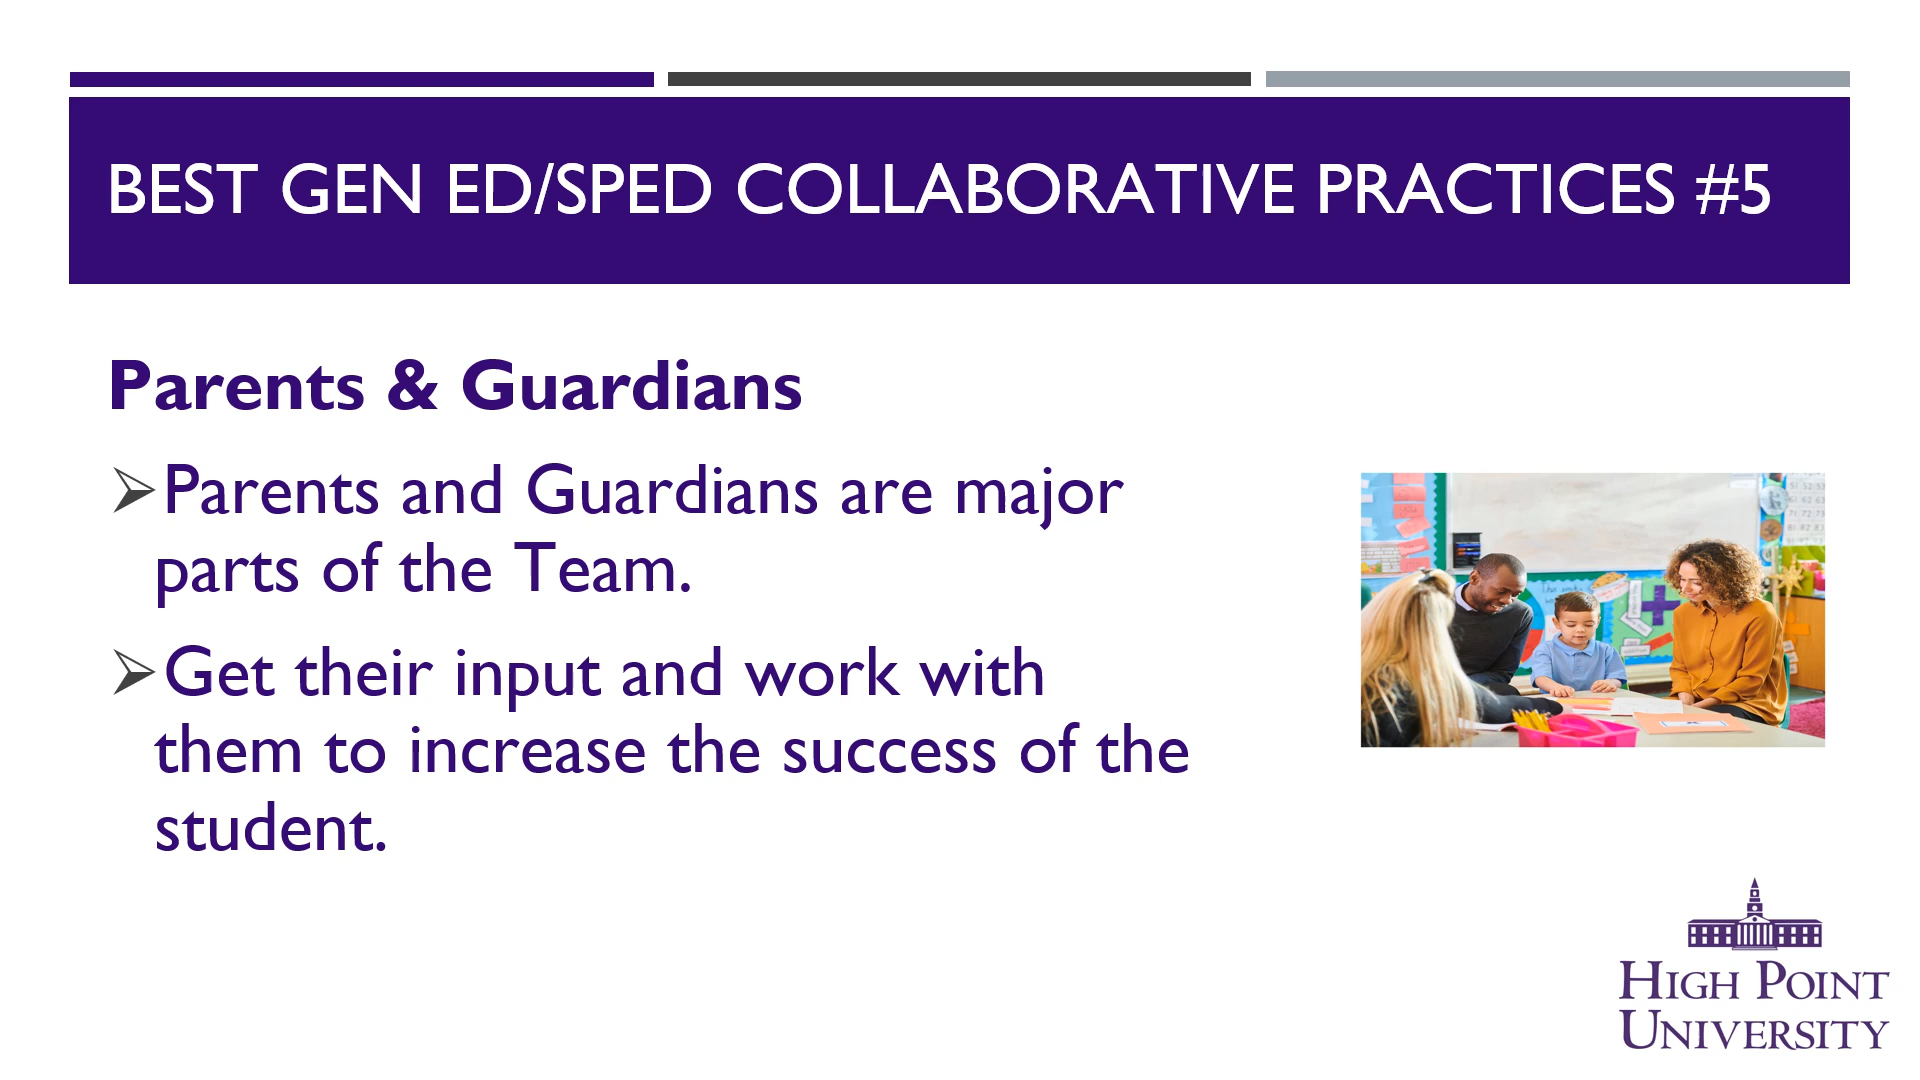 BEST GEN ED/SPED COLLABORATIVE PRACTICES #5
Parents & Guardians
➢Parents and Guardians are major
parts of the Team.
➢Get their input and work with
them to increase the success of the
student.
HIGH POINT
UNIVERSITY